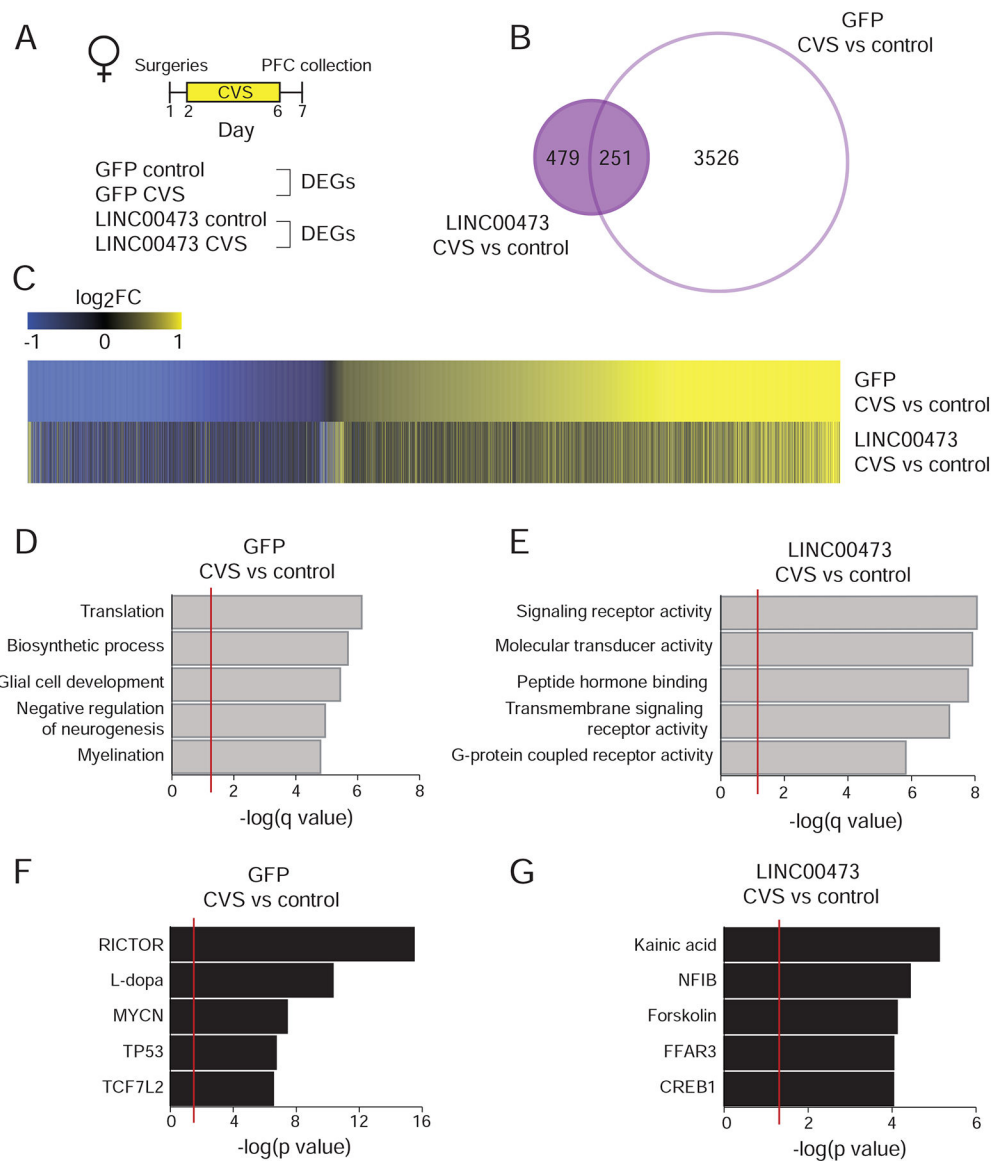 A
♀
Surgeries PFC collection
CVS
1 2 6 7
Day
GFP control
GFP CVS
DEGs
LINC00473 control
LINC00473 CVS
DEGs
B
GFP
CVS vs control
479 251 3526
LINC00473
CVS vs control
C
log2FC
-1 0 1
GFP
CVS vs control
LINC00473
CVS vs control
D
GFP
CVS vs control
Translation
Biosynthetic process
Glial cell development
Negative regulation
of neurogenesis
Myelination
0 2 4 6 8
-log(q value)
E
LINC00473
CVS vs control
Signaling receptor activity
Molecular transducer activity
Peptide hormone binding
Transmembrane signaling
receptor activity
G-protein coupled receptor activity
0 2 4 6 8
-log(q value)
F
GFP
CVS vs control
RICTOR
L-dopa
MYCN
TP53
TCF7L2
0 4 8 12 16
-log(p value)
G
LINC00473
CVS vs control
Kainic acid
NFIB
Forskolin
FFAR3
CREB1
0 2 4 6
-log(p value)